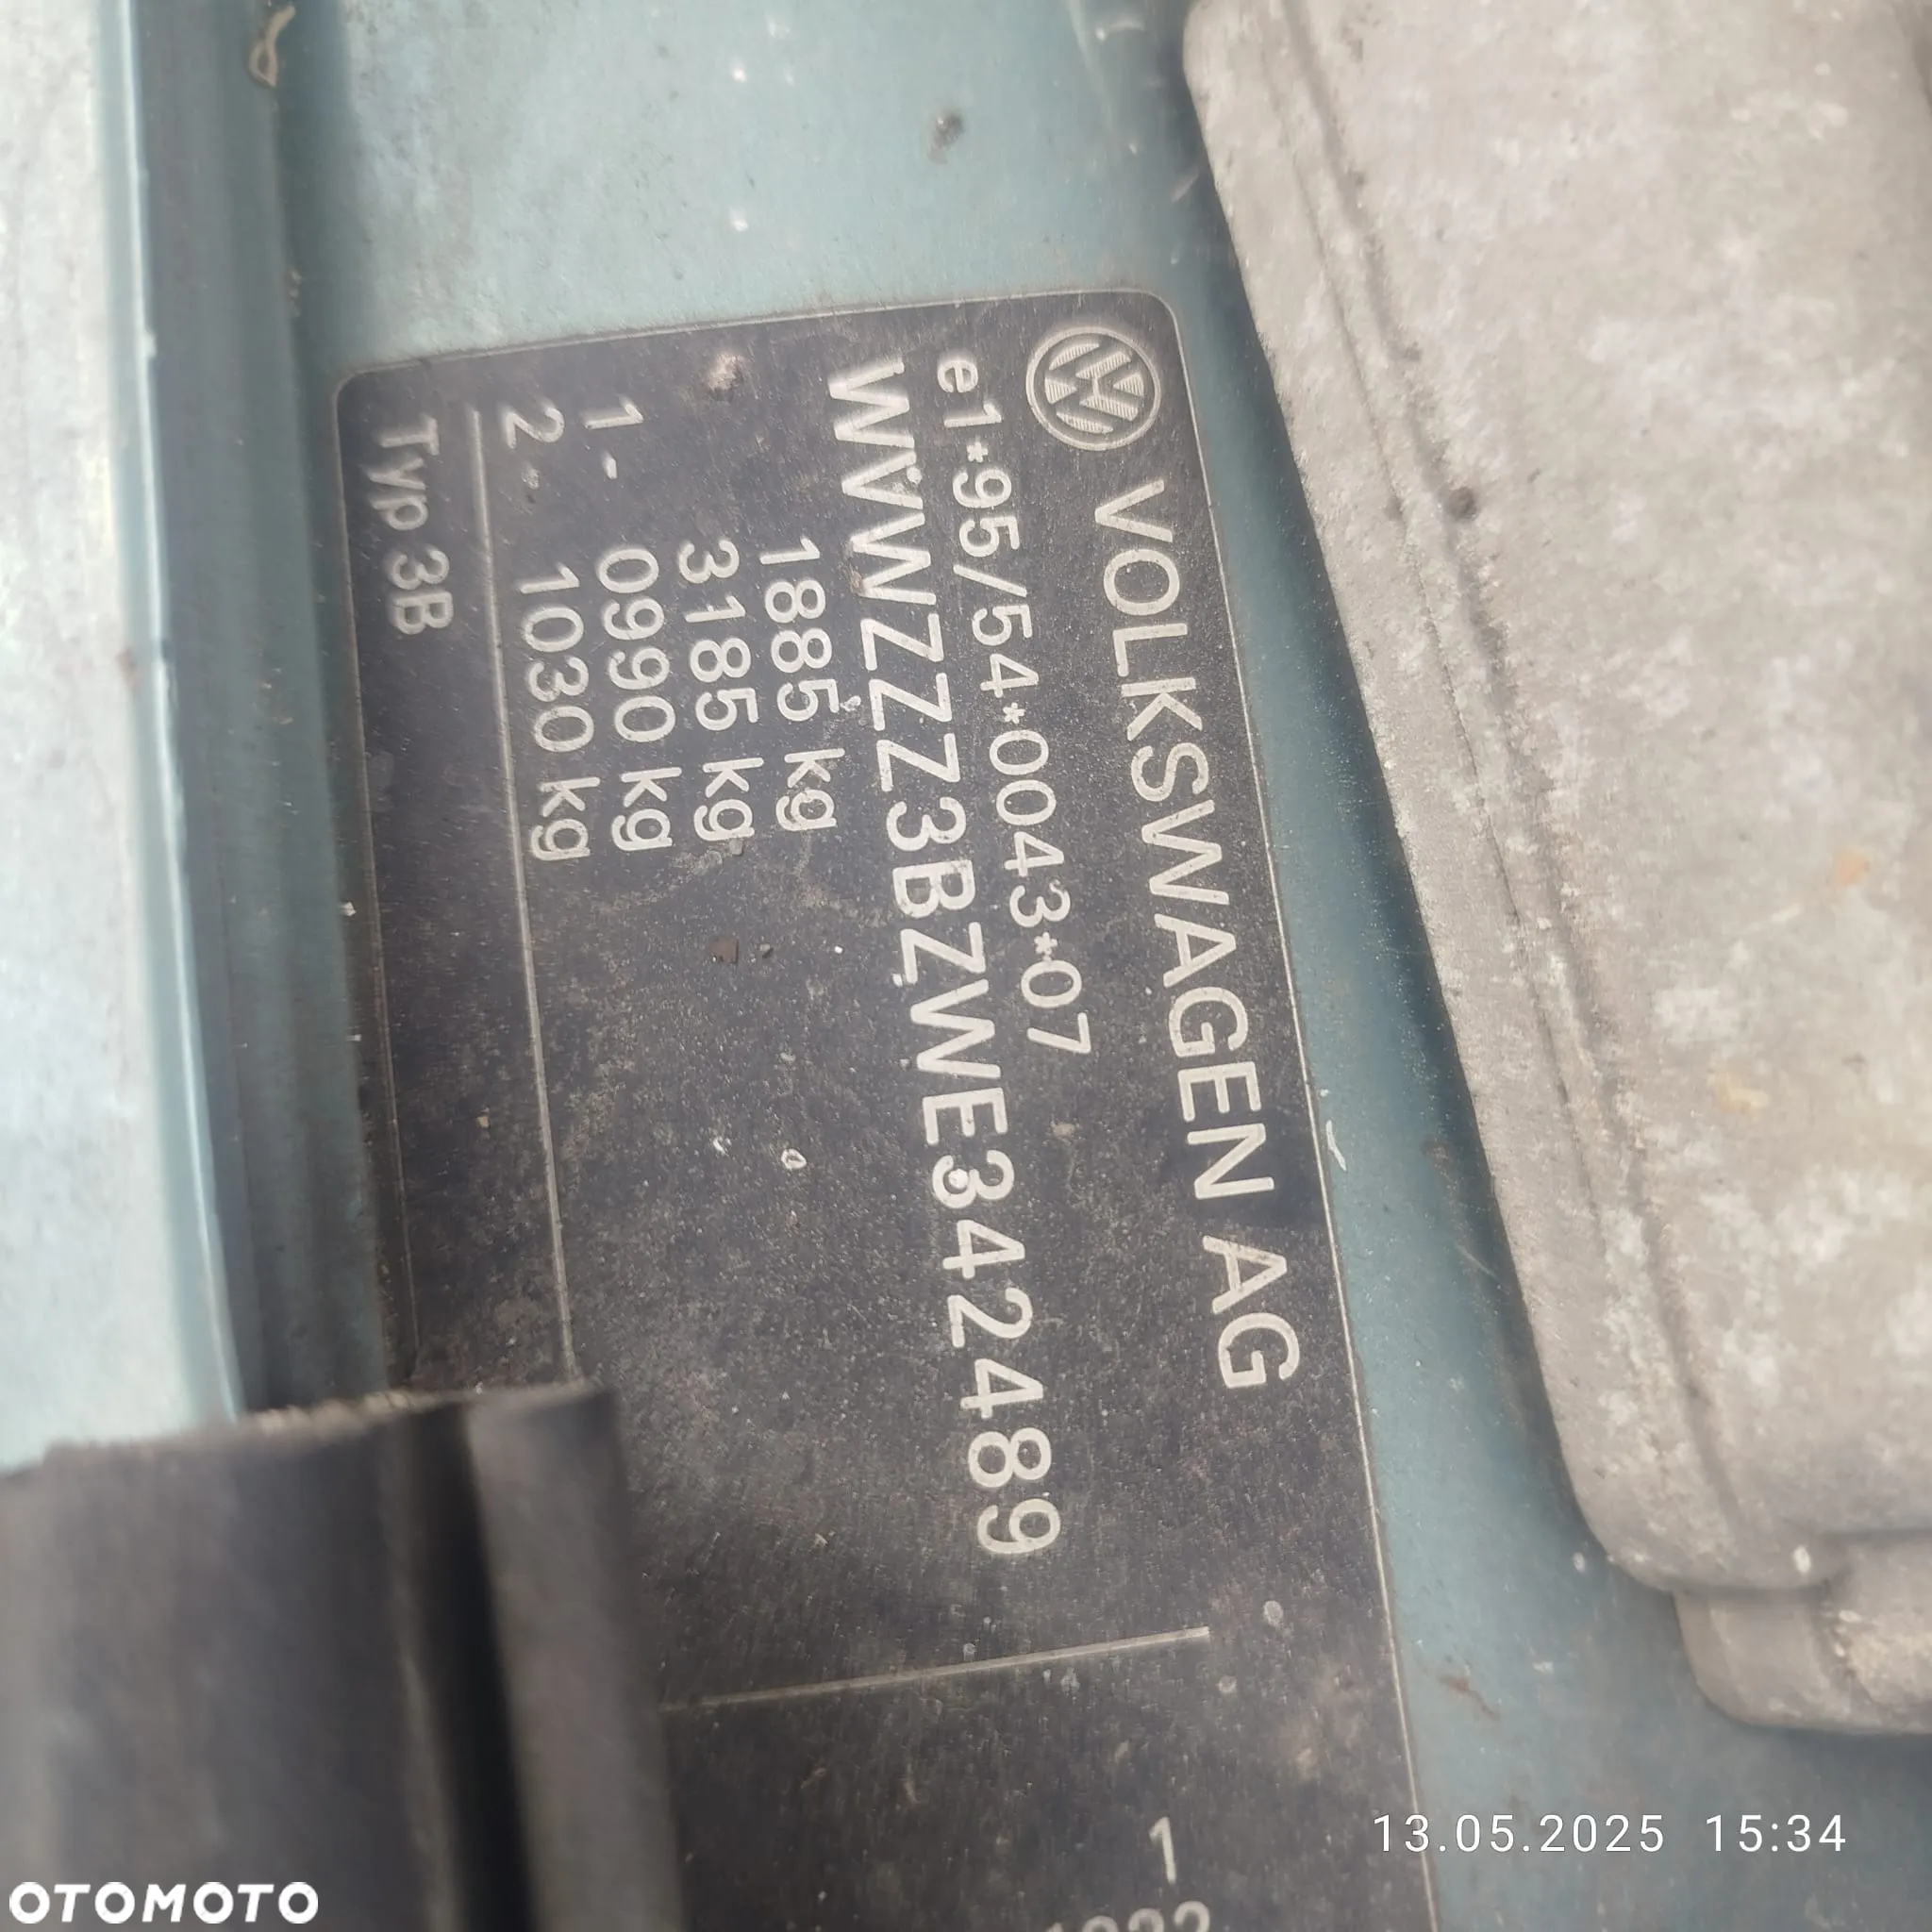 VOLKSWAGEN AG
e1*95/54*0043*07
WVWZZZ3BZWE342489
1885 kg
3185 kg
1- 0990 kg
2- 1030 kg
Typ 3B
1
13.05.2025 15:34
OTOMOTO